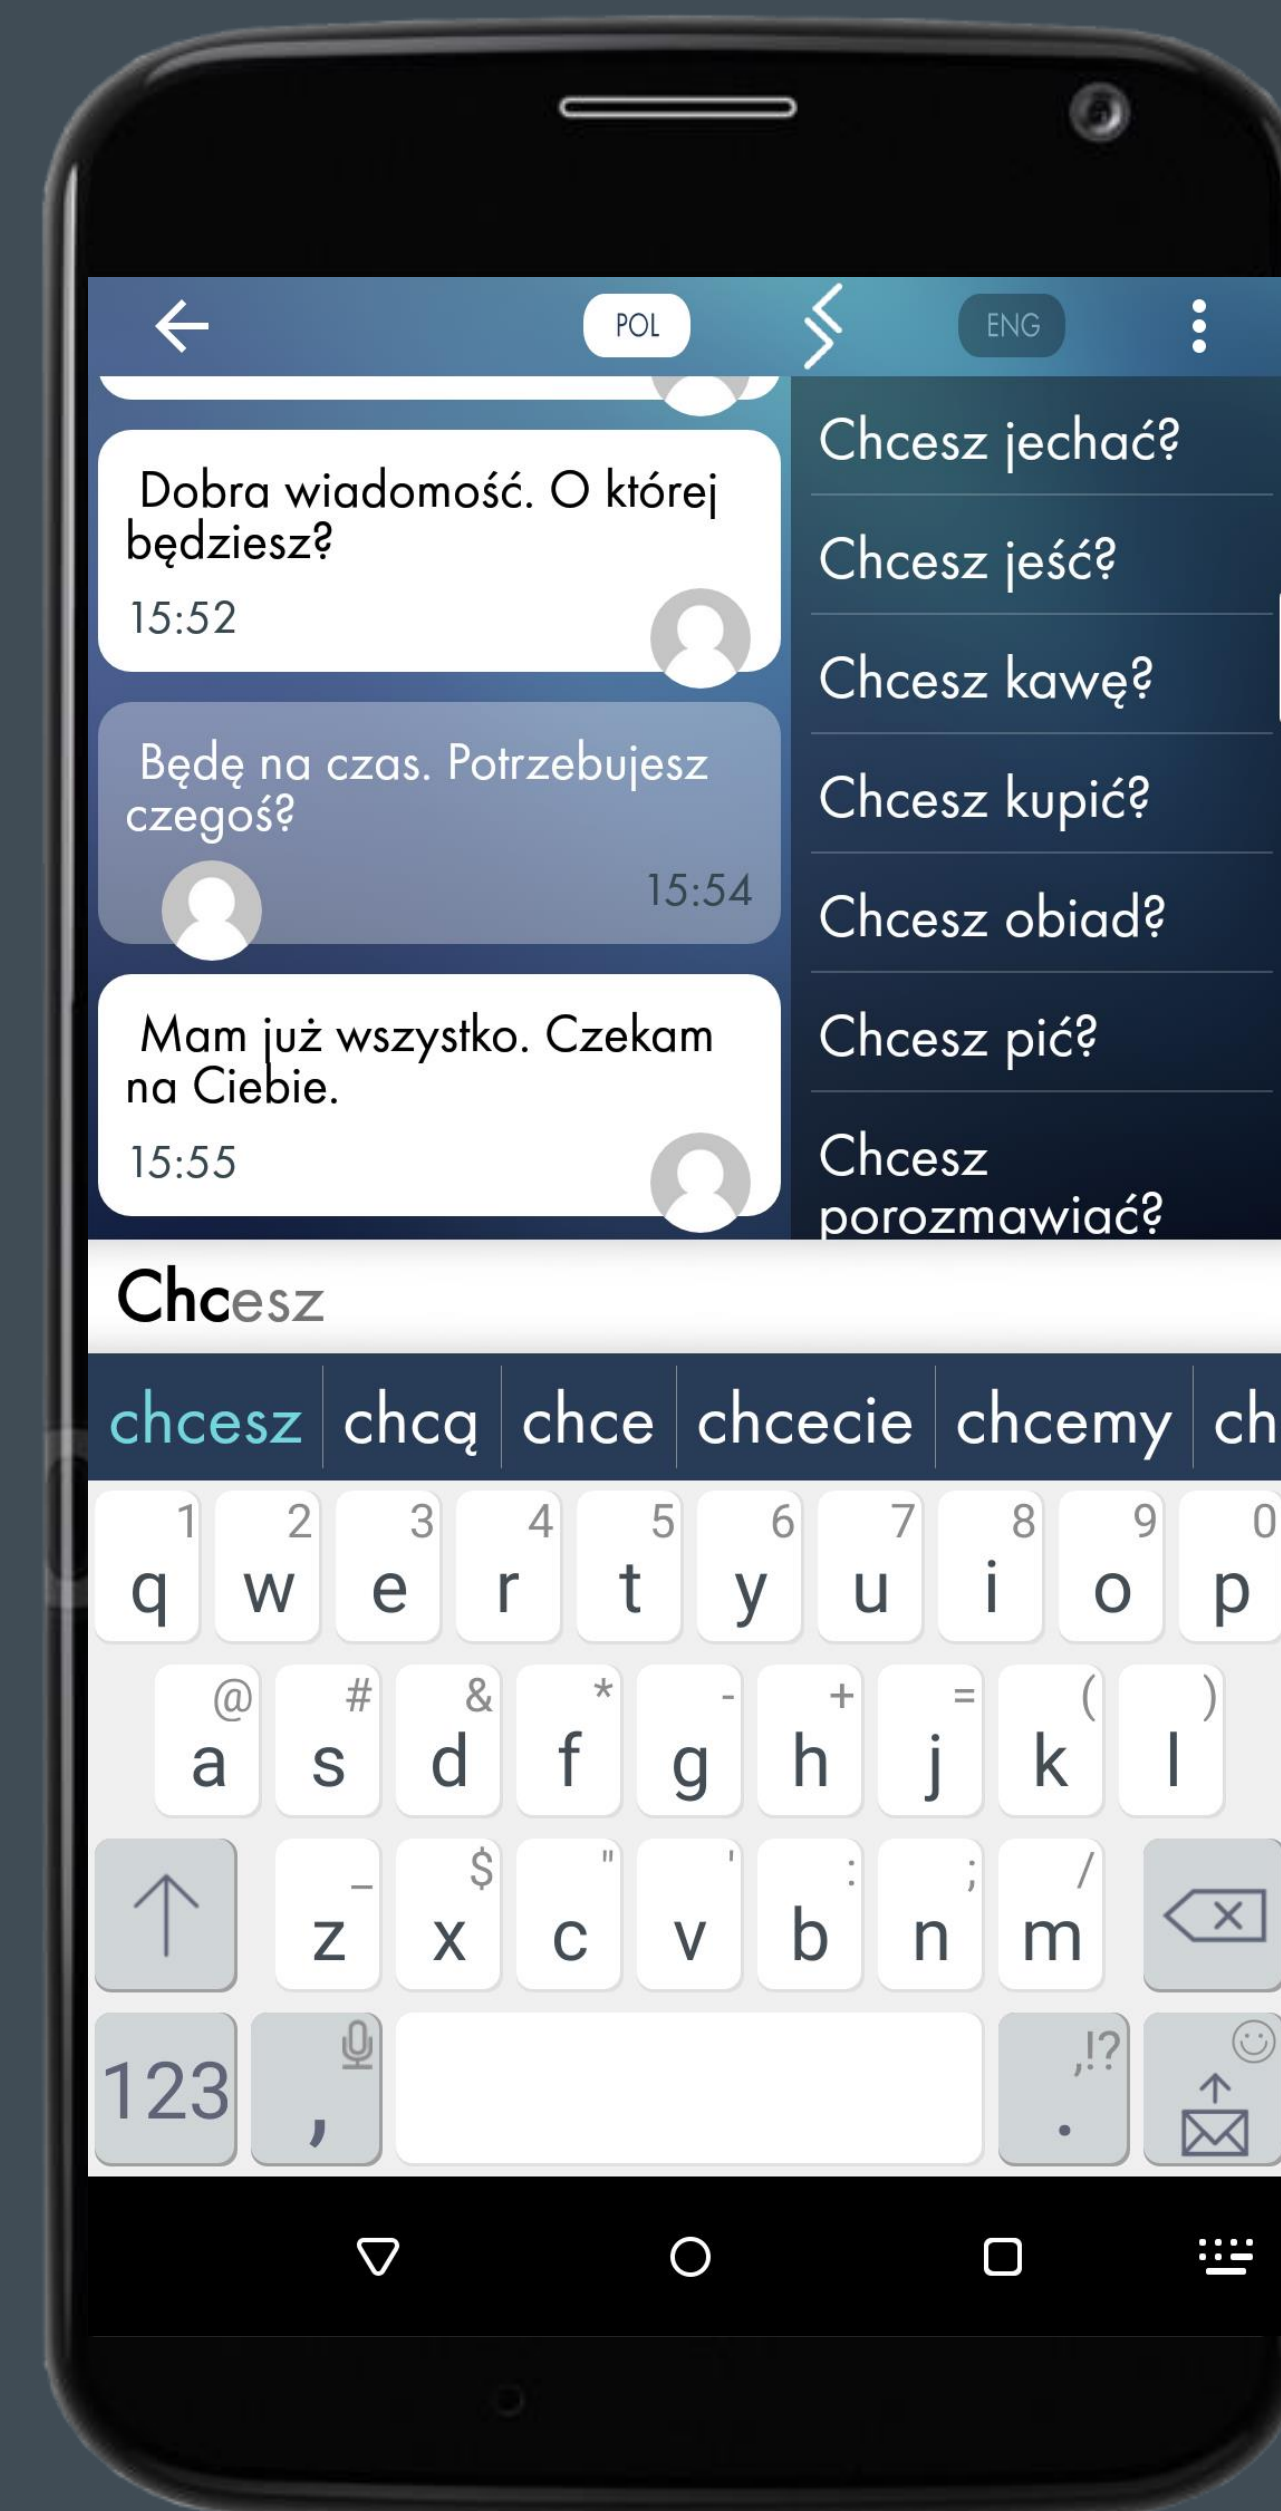 POL
ENG
Dobra wiadomość. O której
będziesz?
15:52
Będę na czas. Potrzebujesz
czegoś?
15:54
Mam już wszystko. Czekam
na Ciebie.
15:55
Chcesz jechać?
Chcesz jeść?
Chcesz kawę?
Chcesz kupić?
Chcesz obiad?
Chcesz pić?
Chcesz
porozmawiać?
Chcesz
chcesz chcą chce chcecie chcemy ch
1 2 3 4 5 6 7 8 9 0
q w e r t y u i o p
@ # & * - + = ( )
a s d f g h j k l
_ $ " ' : ; /
z x c v b n m
,!?
123 , .